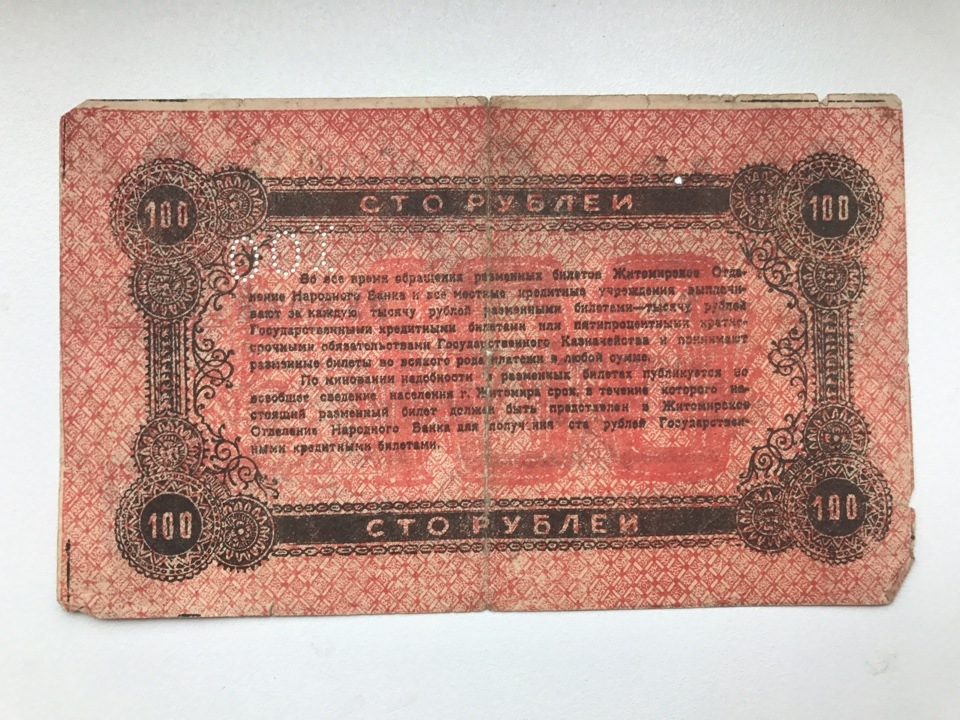 100 СТО РУБЛЕЙ 100
001
Во все время обращения разменных билетов Житомирское Отде-
ление Народного Банка и все местные кредитные учреждения выплачи-
вают за каждую тысячу рублей разменными билетами—тысячу рублей
Государственными кредитными билетами или пятипроцентными кратко-
срочными обязательствами Государственного Казначейства и принимают
разменные билеты во всякого рода платежи в любой сумме.
По миновании надобности в разменных билетах публикуется во
всеобщее сведение населения г. Житомира срок, в течение которого на-
стоящий разменный билет должен быть представлен в Житомирское
Отделение Народного Банка для получения ста рублей Государствен-
ными кредитными билетами.
100 СТО РУБЛЕЙ 100